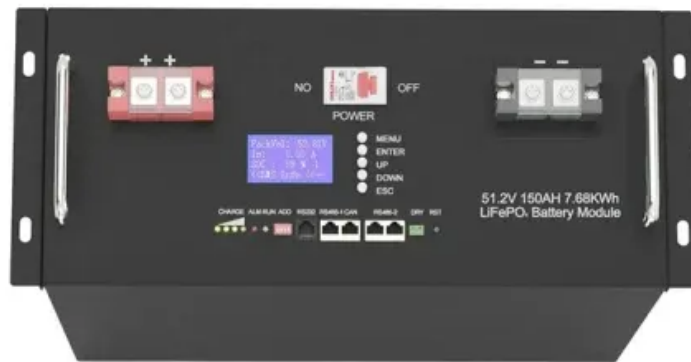 + +
− −
NO
OFF
POWER
MENU
ENTER
UP
DOWN
ESC
51.2V 150AH 7.68KWh
LiFePO₄ Battery Module
CHARGE ALM RUN ADD RS232 RS485-1 CAN RS485-2 DRY RST